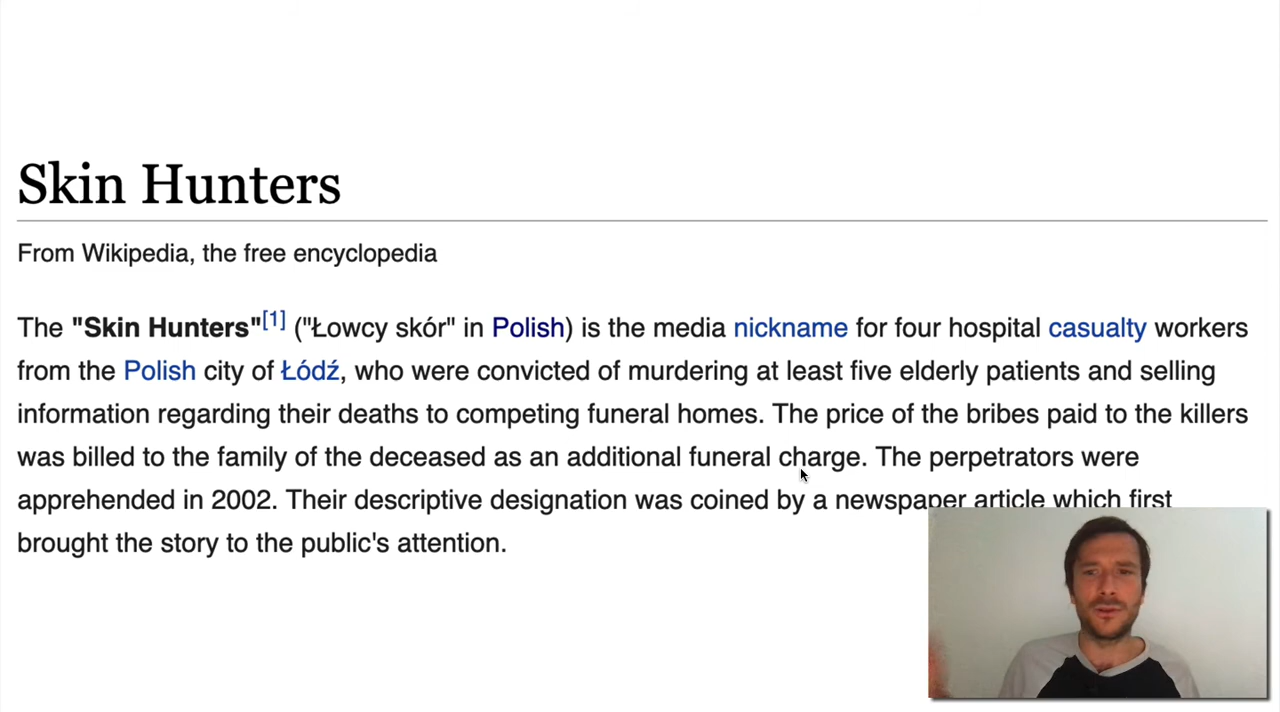 Skin Hunters
From Wikipedia, the free encyclopedia
The "Skin Hunters"[1] ("Łowcy skór" in Polish) is the media nickname for four hospital casualty workers
from the Polish city of Łódź, who were convicted of murdering at least five elderly patients and selling
information regarding their deaths to competing funeral homes. The price of the bribes paid to the killers
was billed to the family of the deceased as an additional funeral charge. The perpetrators were
apprehended in 2002. Their descriptive designation was coined by a newspaper article which first
brought the story to the public's attention.